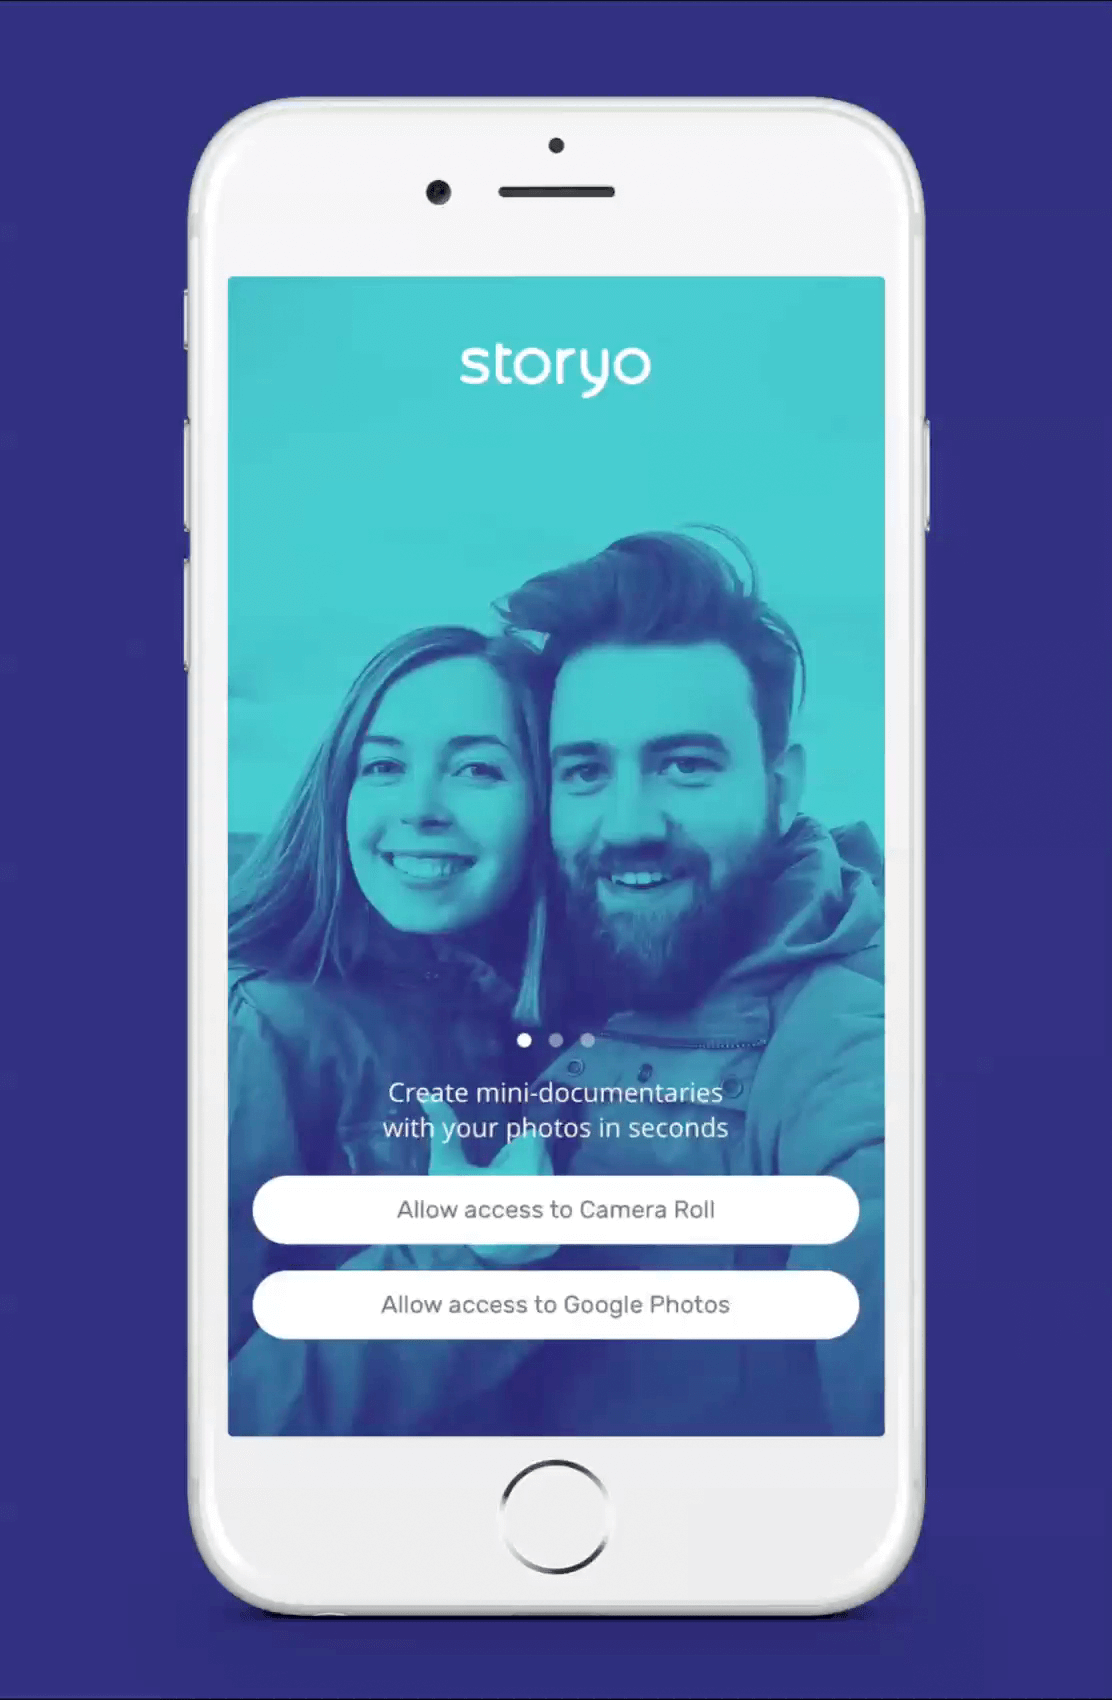 storyo
Create mini-documentaries
with your photos in seconds
Allow access to Camera Roll
Allow access to Google Photos